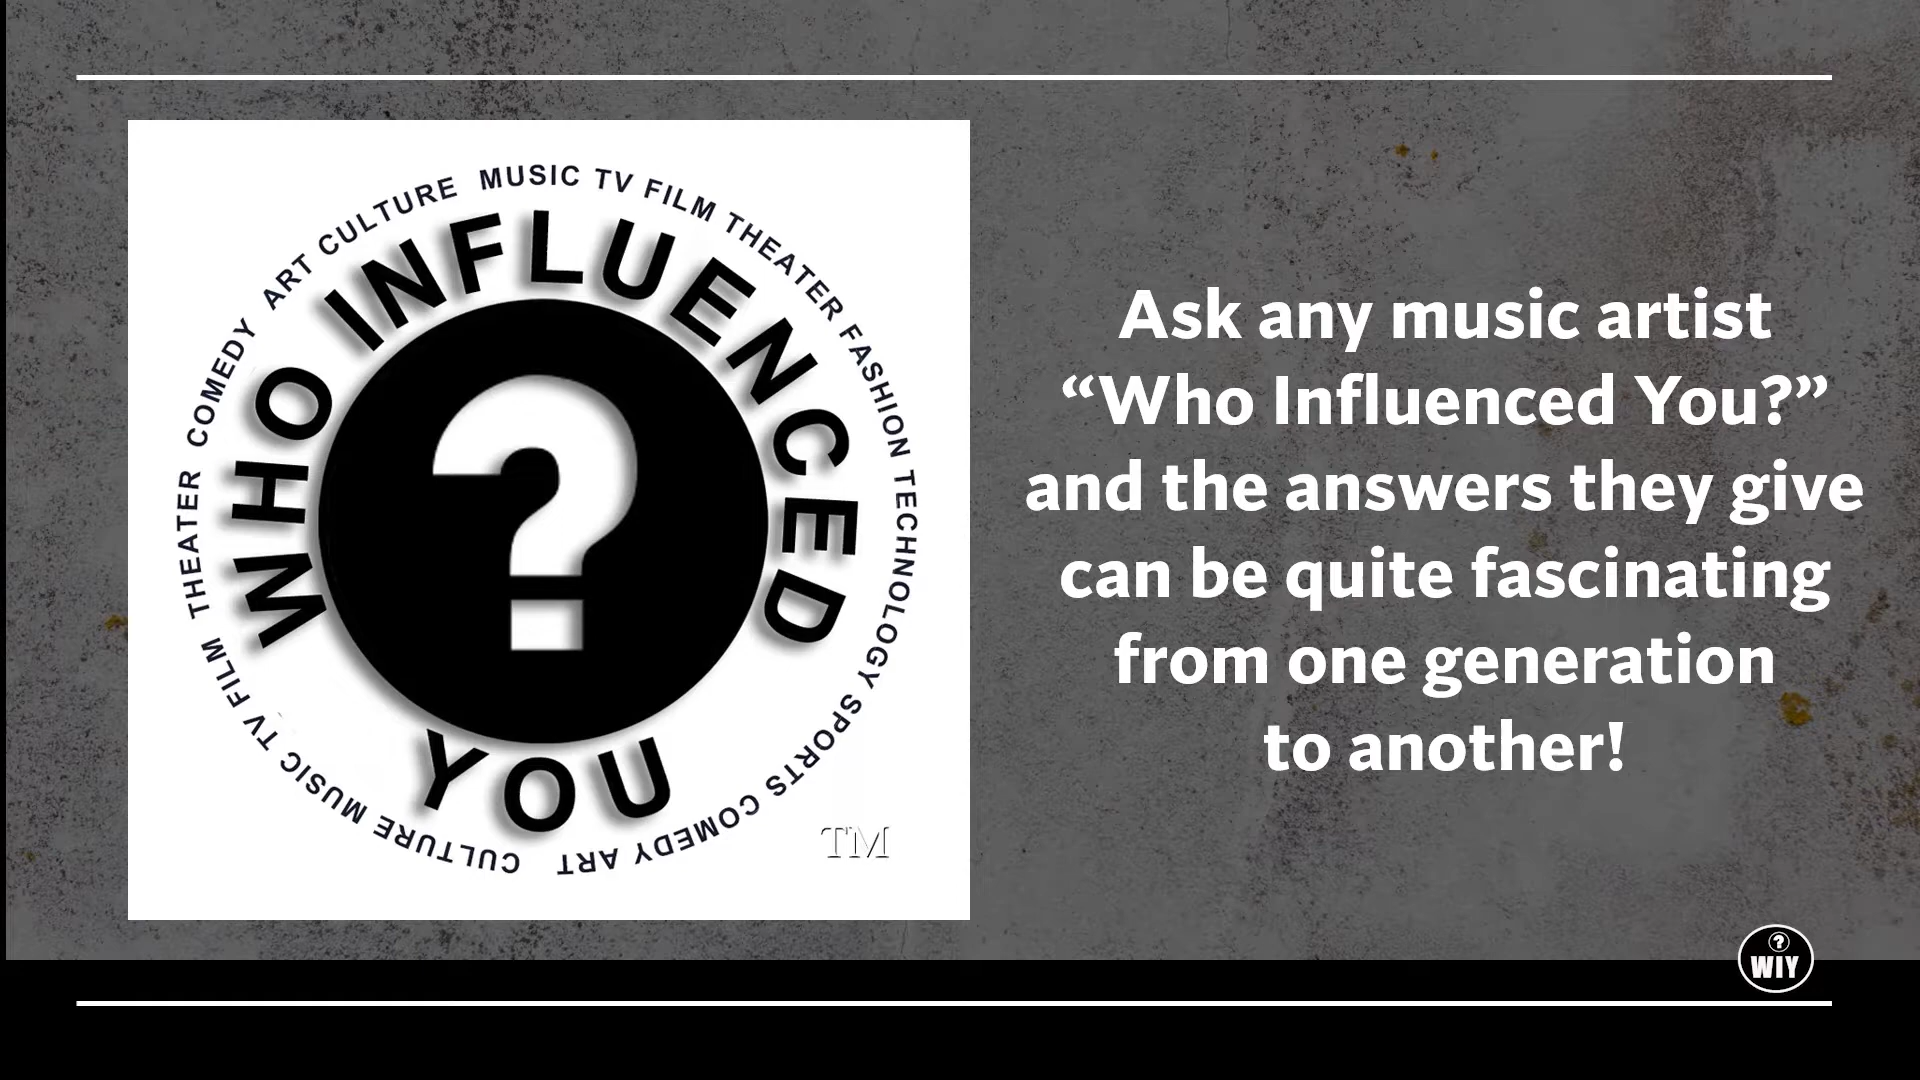 MUSIC TV FILM THEATER FASHION TECHNOLOGY SPORTS COMEDY ART CULTURE MUSIC TV FILM THEATER COMEDY ART CULTURE
WHO INFLUENCED
?
YOU
TM
Ask any music artist
“Who Influenced You?”
and the answers they give
can be quite fascinating
from one generation
to another!
?
WIY